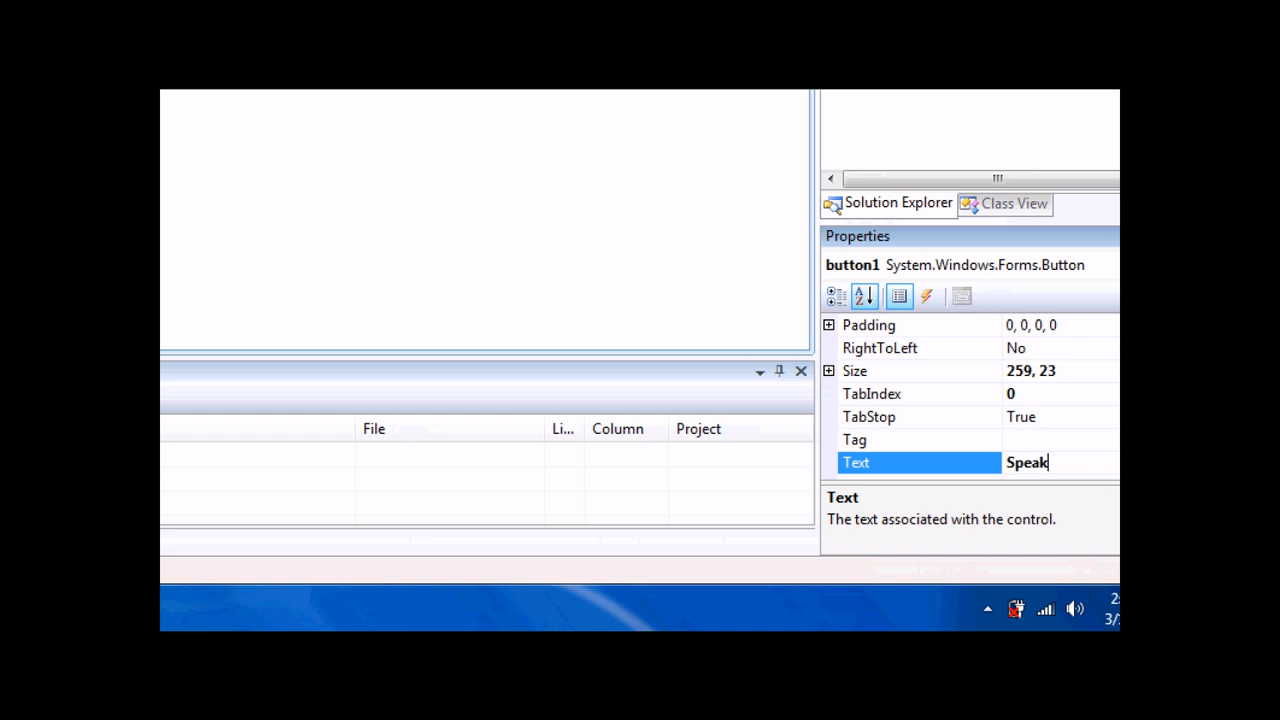 Solution Explorer
Class View
Properties
button1 System.Windows.Forms.Button
Padding 0, 0, 0, 0
RightToLeft No
Size 259, 23
TabIndex 0
TabStop True
Tag
Text Speak
File Li... Column Project
Text
The text associated with the control.
2:
3/